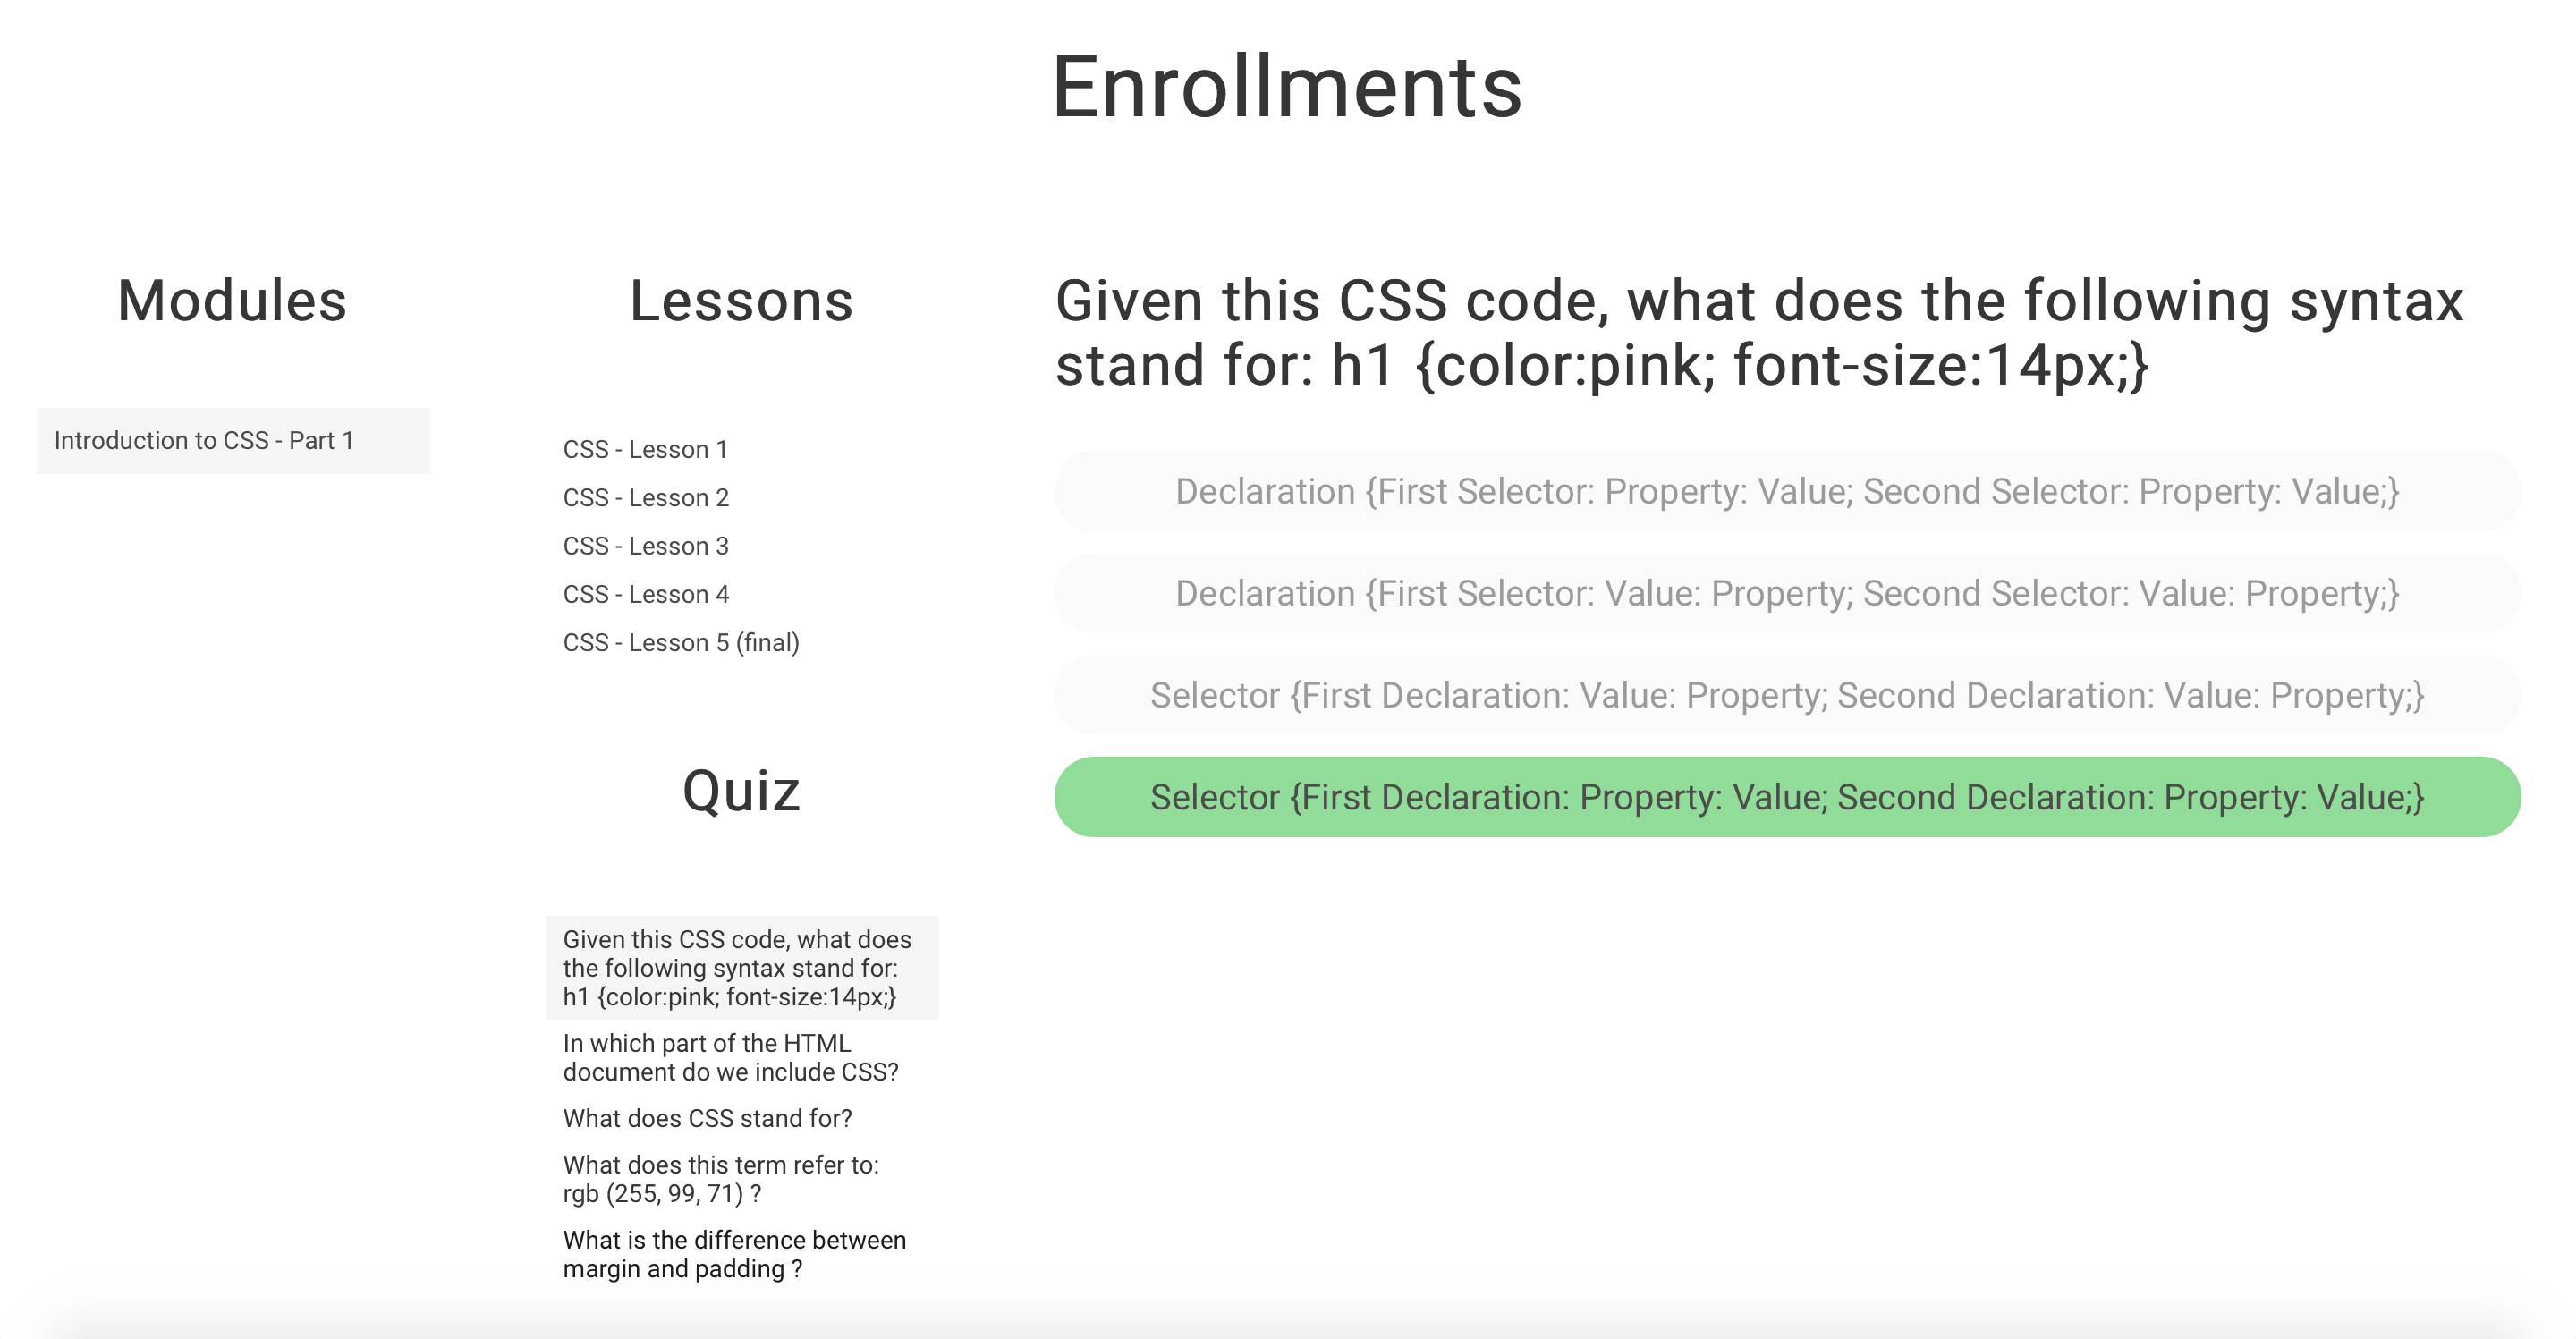 Enrollments
Modules
Introduction to CSS - Part 1
Lessons
CSS - Lesson 1
CSS - Lesson 2
CSS - Lesson 3
CSS - Lesson 4
CSS - Lesson 5 (final)
Quiz
Given this CSS code, what does
the following syntax stand for:
h1 {color:pink; font-size:14px;}
In which part of the HTML
document do we include CSS?
What does CSS stand for?
What does this term refer to:
rgb (255, 99, 71) ?
What is the difference between
margin and padding ?
Given this CSS code, what does the following syntax
stand for: h1 {color:pink; font-size:14px;}
Declaration {First Selector: Property: Value; Second Selector: Property: Value;}
Declaration {First Selector: Value: Property; Second Selector: Value: Property;}
Selector {First Declaration: Value: Property; Second Declaration: Value: Property;}
Selector {First Declaration: Property: Value; Second Declaration: Property: Value;}